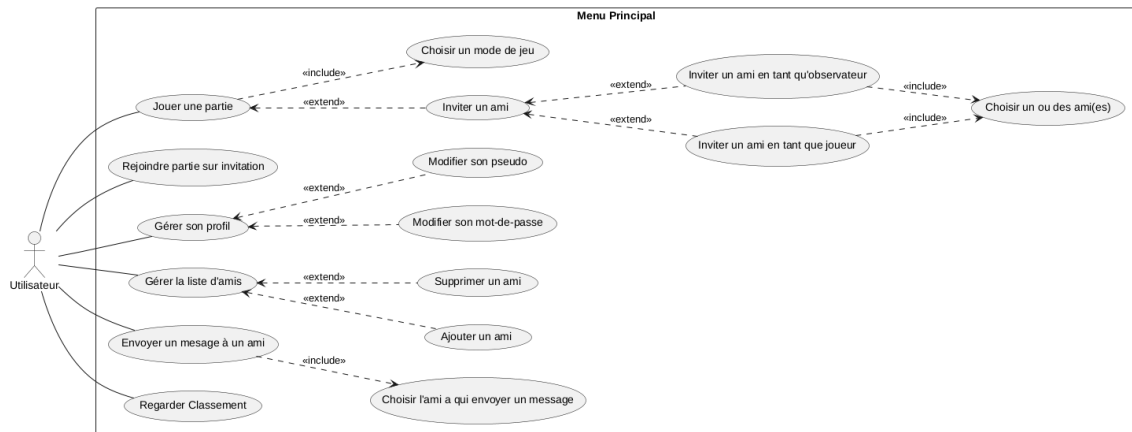 Menu Principal
Choisir un mode de jeu
«include»
Jouer une partie
«extend»
Inviter un ami
«extend»
Inviter un ami en tant qu'observateur
«include»
Choisir un ou des ami(es)
«extend»
Inviter un ami en tant que joueur
«include»
Rejoindre partie sur invitation
Modifier son pseudo
«extend»
Gérer son profil
«extend»
Modifier son mot-de-passe
Utilisateur
Gérer la liste d'amis
«extend»
Supprimer un ami
«extend»
Ajouter un ami
Envoyer un mesage à un ami
«include»
Choisir l'ami a qui envoyer un message
Regarder Classement